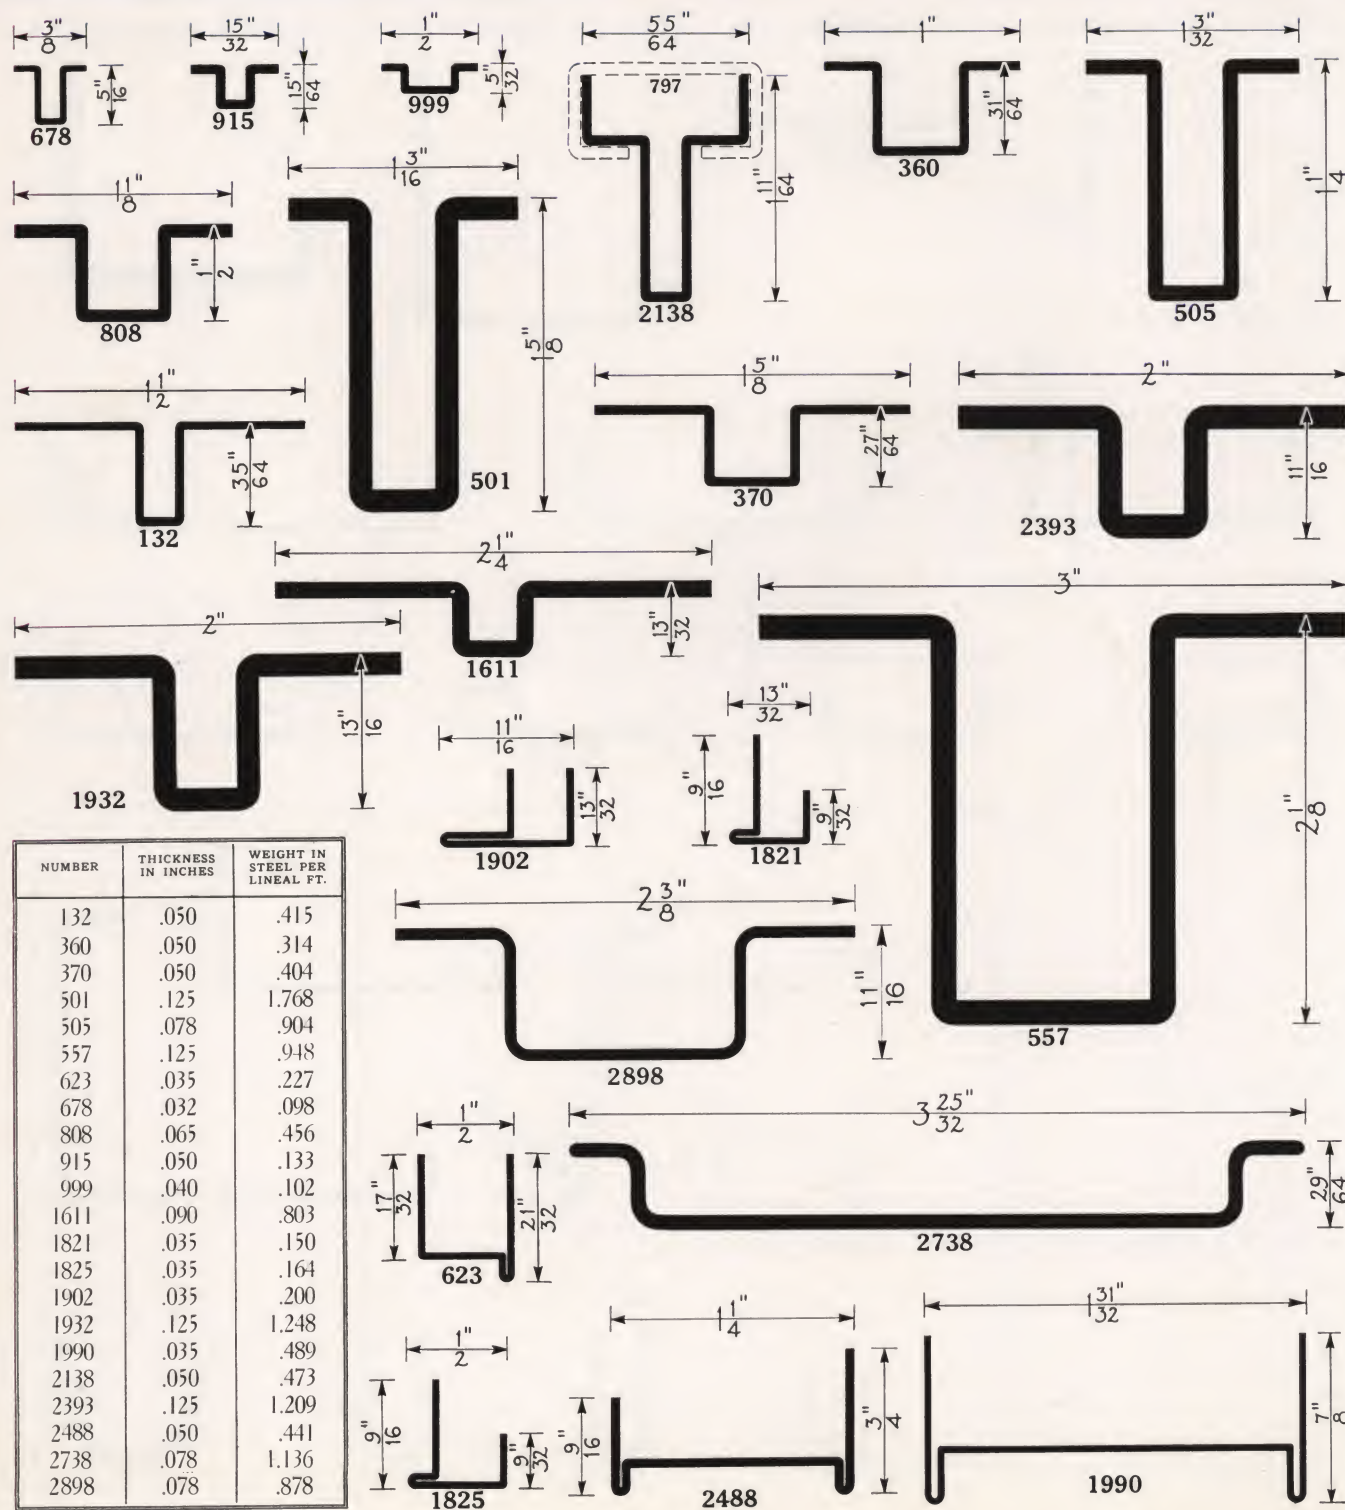 3" 8
5" 16
678
15" 32
15" 64
915
1" 2
5" 32
999
55" 64
797
1 11" 64
2138
1"
31" 64
360
1 3" 32
1 1" 4
505
1 1" 8
1" 2
808
1 3" 16
1 5" 8
501
1 1" 2
35" 64
132
1 5" 8
27" 64
370
2"
11" 16
2393
2 1" 4
13" 32
1611
3"
2 1" 8
557
2"
13" 16
1932
11" 16
13" 32
1902
13" 32
9" 16
9" 32
1821
2 3" 8
11" 16
2898
NUMBER THICKNESS IN INCHES WEIGHT IN STEEL PER LINEAL FT.
132 .050 .415
360 .050 .314
370 .050 .404
501 .125 1.768
505 .078 .904
557 .125 .948
623 .035 .227
678 .032 .098
808 .065 .456
915 .050 .133
999 .040 .102
1611 .090 .803
1821 .035 .150
1825 .035 .164
1902 .035 .200
1932 .125 1.248
1990 .035 .489
2138 .050 .473
2393 .125 1.209
2488 .050 .441
2738 .078 1.136
2898 .078 .878
1" 2
17" 32
21" 32
623
3 25" 32
29" 64
2738
1" 2
9" 16
9" 32
1825
1 1" 4
9" 16
3" 4
2488
1 31" 32
7" 8
1990